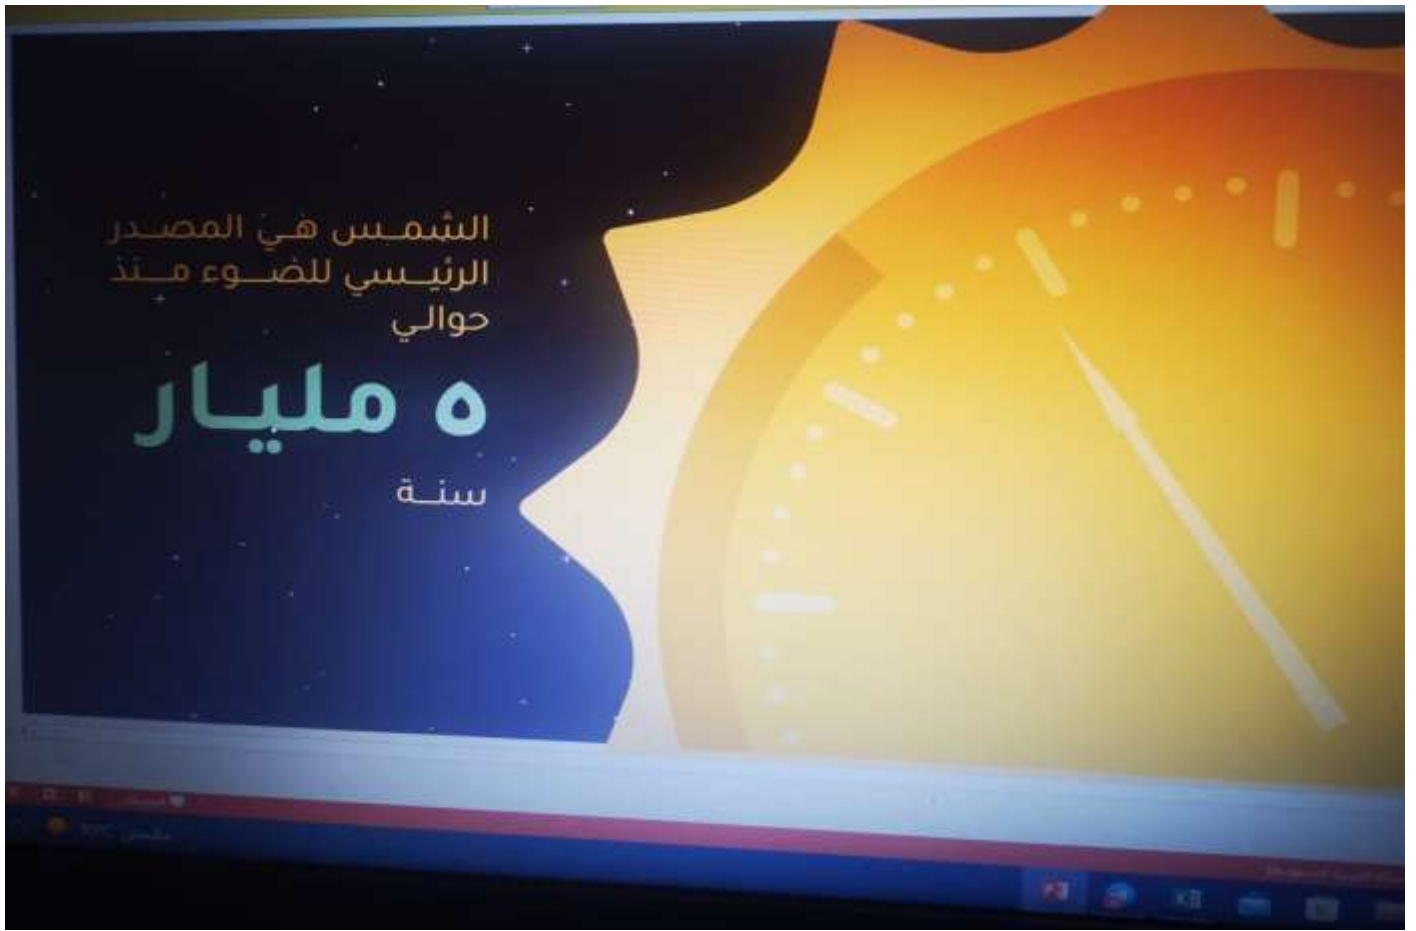 الشمس هي المصدر
الرئيسي للضوء منذ
حوالي
٥ مليار
سنة